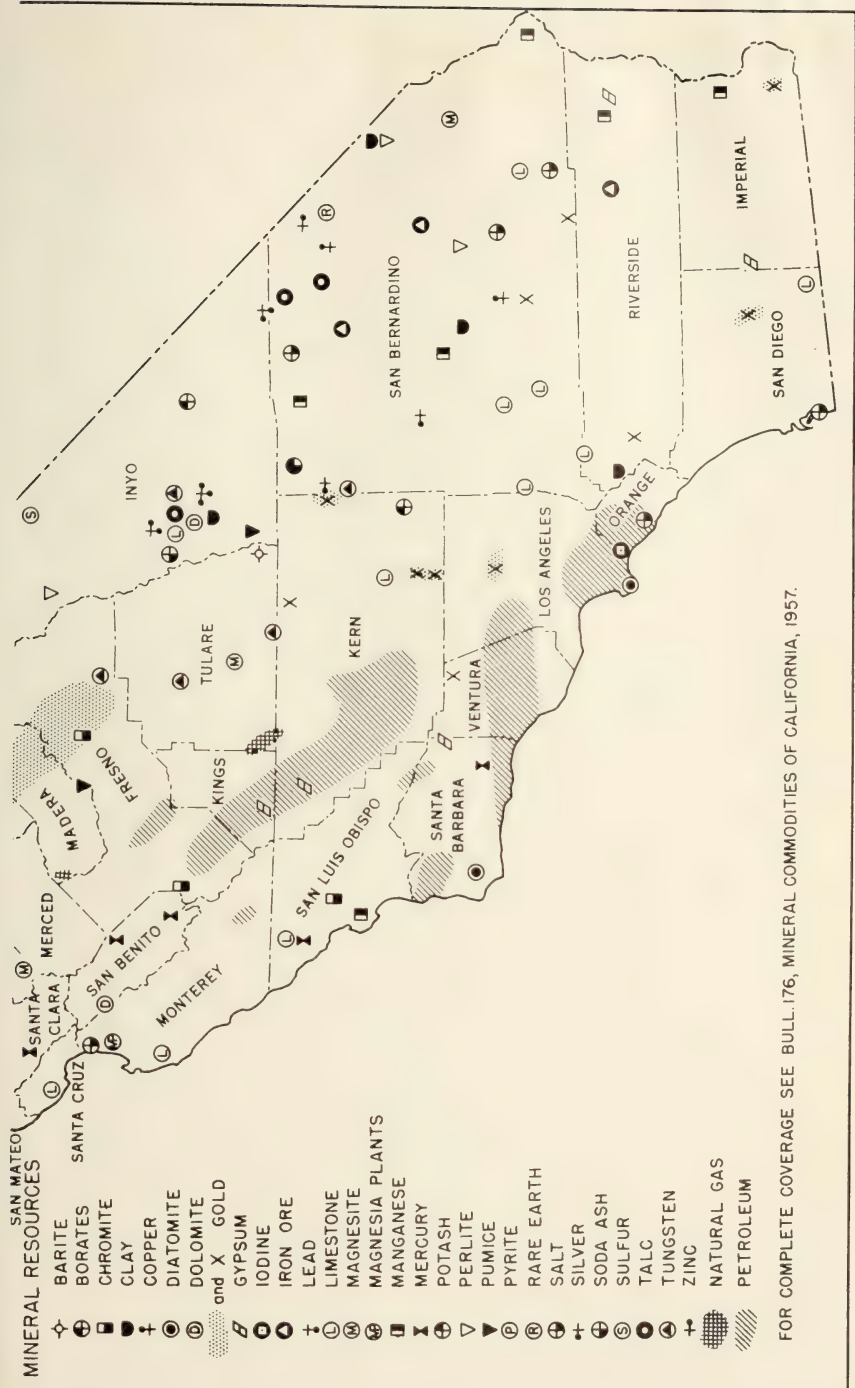 MINERAL RESOURCES
BARITE
BORATES
CHROMITE
CLAY
COPPER
DIATOMITE
DOLOMITE
and X GOLD
GYPSUM
IODINE
IRON ORE
LEAD
LIMESTONE
MAGNESITE
MAGNESIA PLANTS
MANGANESE
MERCURY
POTASH
PERLITE
PUMICE
PYRITE
RARE EARTH
SALT
SILVER
SODA ASH
SULFUR
TALC
TUNGSTEN
ZINC
NATURAL GAS
PETROLEUM
SAN MATEO
SANTA CRUZ
SANTA CLARA
MERCED
SAN BENITO
MONTEREY
MADERA
FRESNO
KINGS
TULARE
INYO
SAN LUIS OBISPO
KERN
SANTA BARBARA
VENTURA
LOS ANGELES
SAN BERNARDINO
ORANGE
RIVERSIDE
SAN DIEGO
IMPERIAL
FOR COMPLETE COVERAGE SEE BULL. 176, MINERAL COMMODITIES OF CALIFORNIA, 1957.